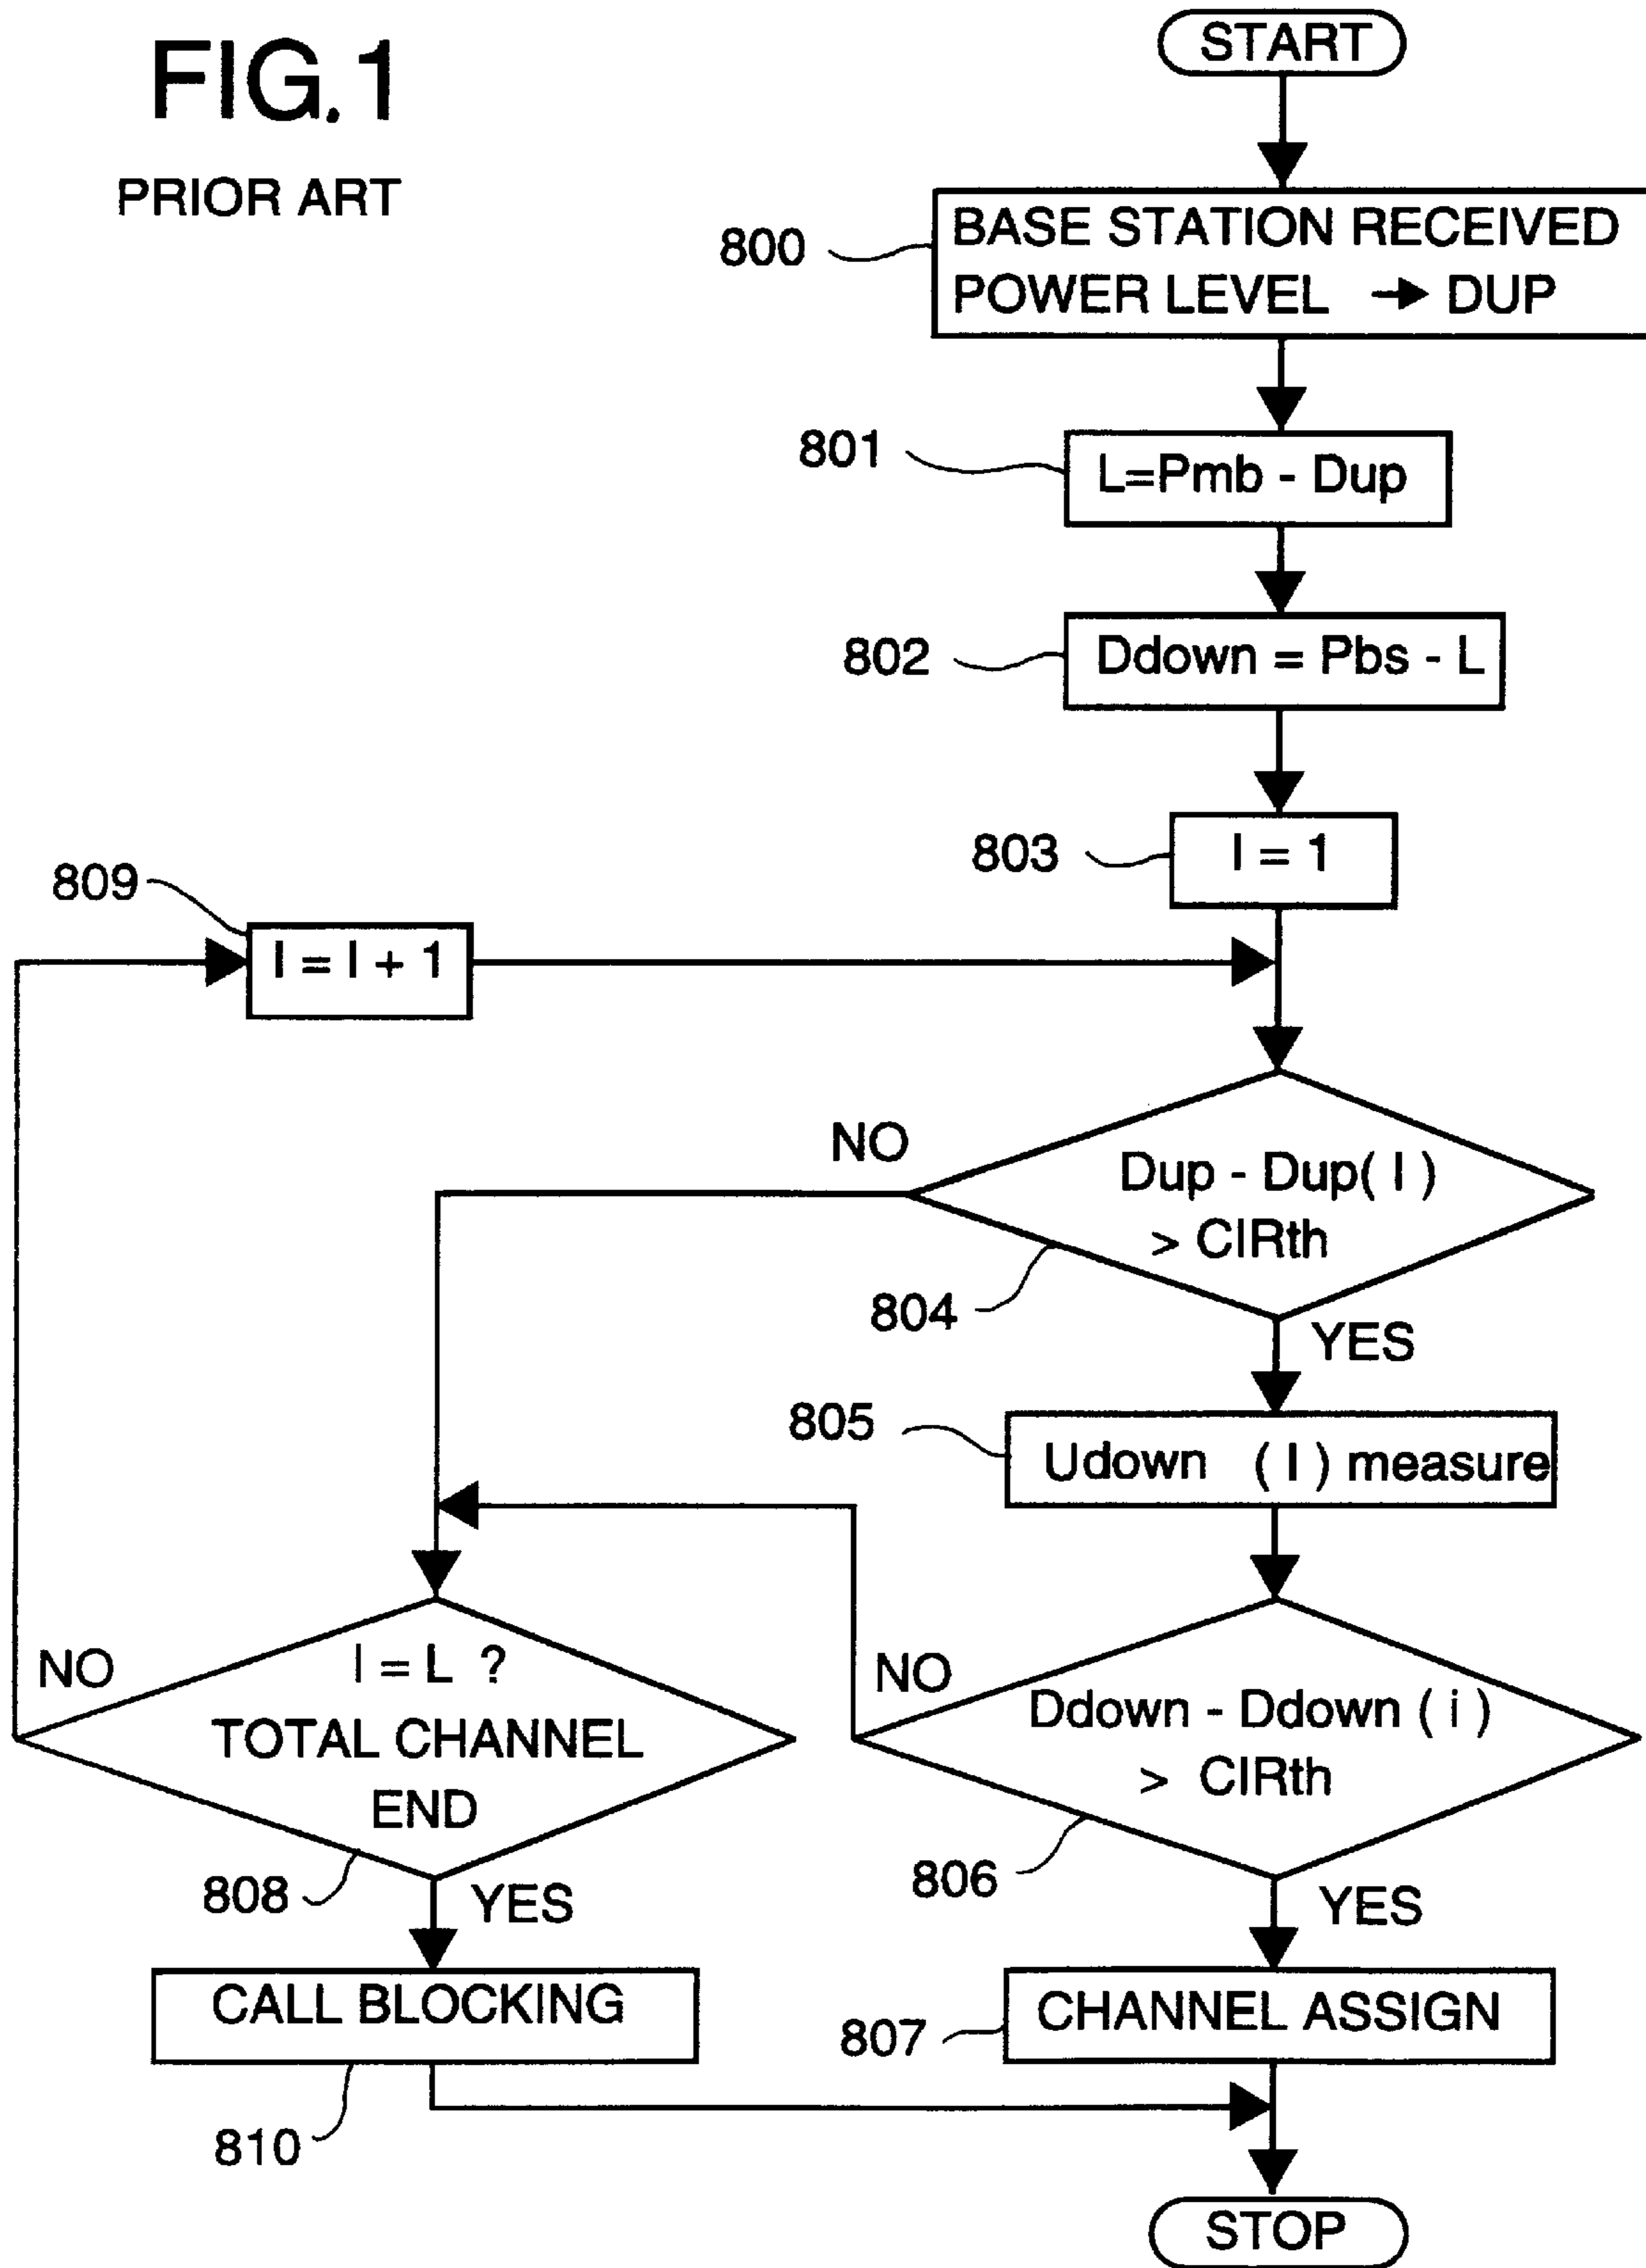 FIG.1
PRIOR ART
START
800
BASE STATION RECEIVED
POWER LEVEL → DUP
801
L=Pmb - Dup
802
Ddown = Pbs - L
803
I = 1
809
I = I + 1
NO
Dup - Dup( I )
> CIRth
804
YES
805
Udown ( I ) measure
NO
I = L ?
TOTAL CHANNEL
END
808
YES
NO
Ddown - Ddown ( i )
> CIRth
806
YES
CALL BLOCKING
810
CHANNEL ASSIGN
807
STOP